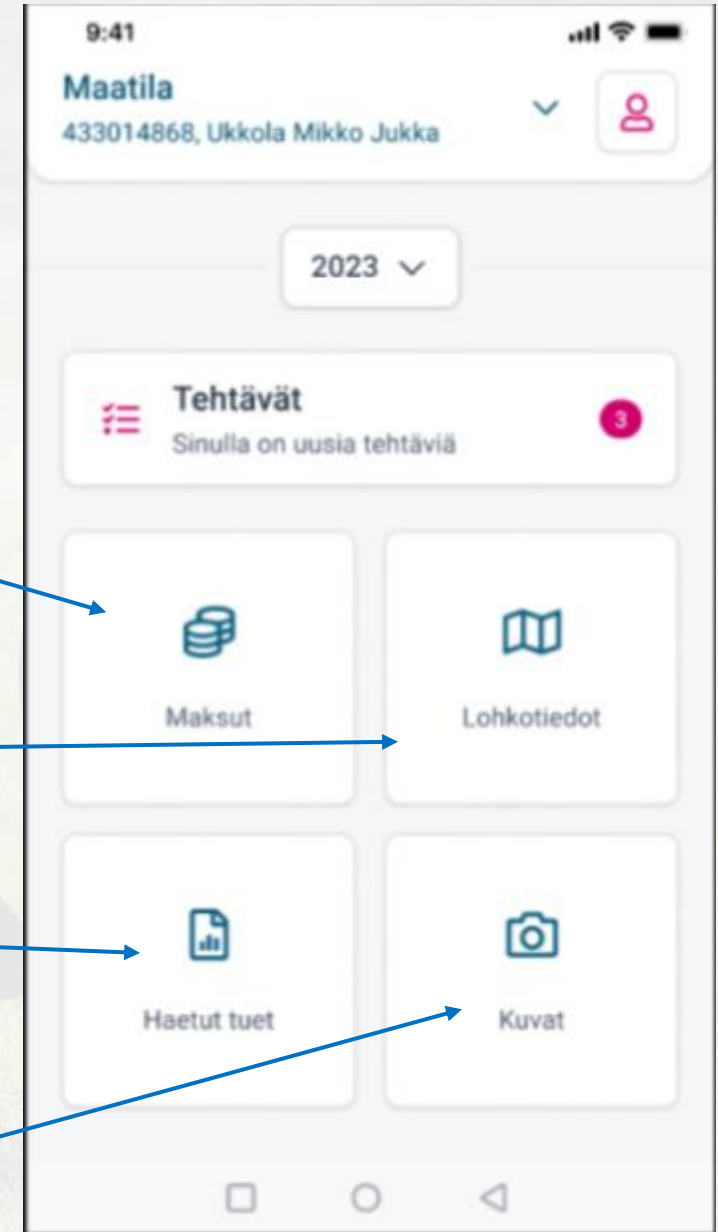 9:41
Maatila
433014868, Ukkola Mikko Jukka
2023
Tehtävät
Sinulla on uusia tehtäviä
3
Maksut
Lohkotiedot
Haetut tuet
Kuvat